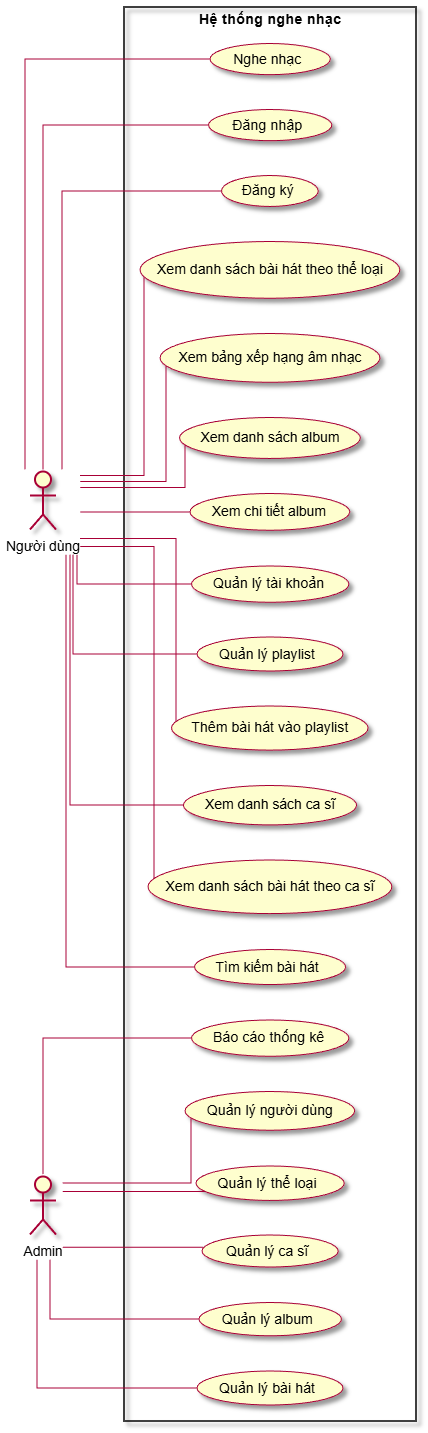 Hệ thống nghe nhạc
Nghe nhạc
Đăng nhập
Đăng ký
Xem danh sách bài hát theo thể loại
Xem bảng xếp hạng âm nhạc
Xem danh sách album
Xem chi tiết album
Người dùng
Quản lý tài khoản
Quản lý playlist
Thêm bài hát vào playlist
Xem danh sách ca sĩ
Xem danh sách bài hát theo ca sĩ
Tìm kiếm bài hát
Báo cáo thống kê
Quản lý người dùng
Quản lý thể loại
Admin
Quản lý ca sĩ
Quản lý album
Quản lý bài hát